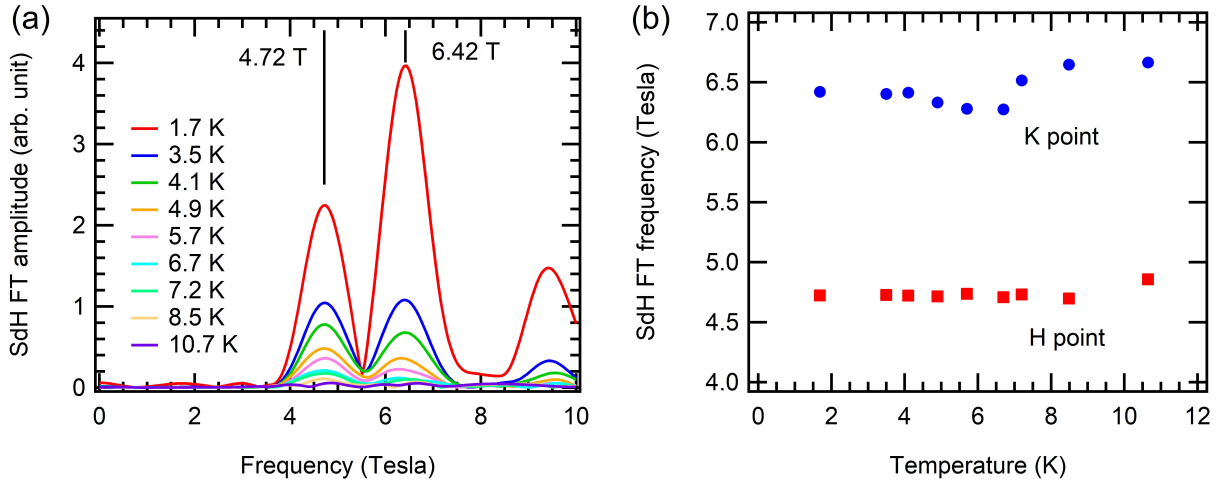 (a)
SdH FT amplitude (arb. unit)
4
3
2
1
0
4.72 T
6.42 T
1.7 K
3.5 K
4.1 K
4.9 K
5.7 K
6.7 K
7.2 K
8.5 K
10.7 K
0 2 4 6 8 10
Frequency (Tesla)
(b)
SdH FT frequency (Tesla)
7.0
6.5
6.0
5.5
5.0
4.5
4.0
K point
H point
0 2 4 6 8 10 12
Temperature (K)